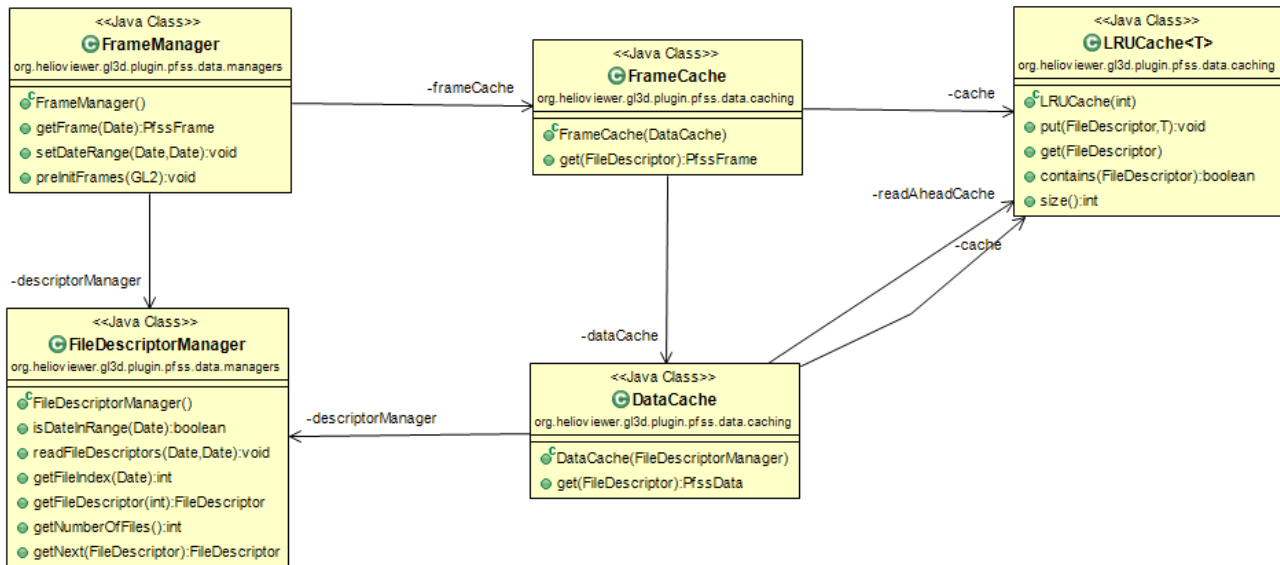 <<Java Class>>
FrameManager
org.helioviewer.gl3d.plugin.pfss.data.managers
FrameManager()
getFrame(Date):PfssFrame
setDateRange(Date,Date):void
preInitFrames(GL2):void
-frameCache
<<Java Class>>
FrameCache
org.helioviewer.gl3d.plugin.pfss.data.caching
FrameCache(DataCache)
get(FileDescriptor):PfssFrame
-cache
<<Java Class>>
LRUCache<T>
org.helioviewer.gl3d.plugin.pfss.data.caching
LRUCache(int)
put(FileDescriptor,T):void
get(FileDescriptor)
contains(FileDescriptor):boolean
size():int
-readAheadCache
-cache
-descriptorManager
-dataCache
<<Java Class>>
FileDescriptorManager
org.helioviewer.gl3d.plugin.pfss.data.managers
FileDescriptorManager()
isDateInRange(Date):boolean
readFileDescriptors(Date,Date):void
getFileIndex(Date):int
getFileDescriptor(int):FileDescriptor
getNumberOfFiles():int
getNext(FileDescriptor):FileDescriptor
-descriptorManager
<<Java Class>>
DataCache
org.helioviewer.gl3d.plugin.pfss.data.caching
DataCache(FileDescriptorManager)
get(FileDescriptor):PfssData